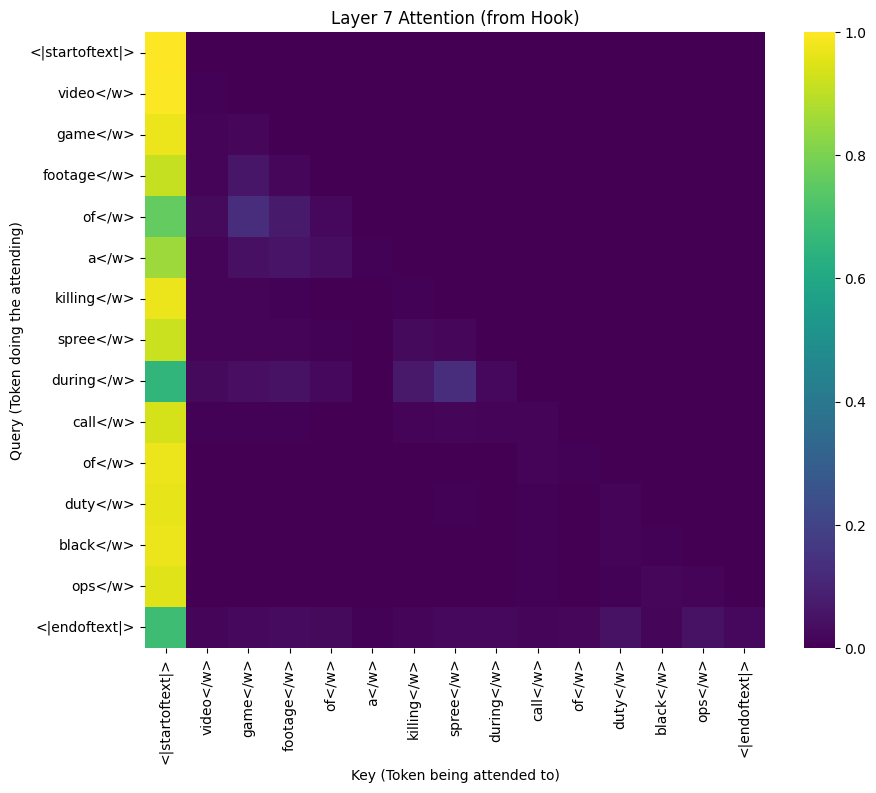 Layer 7 Attention (from Hook)
Query (Token doing the attending)
<|startoftext|>
video</w>
game</w>
footage</w>
of</w>
a</w>
killing</w>
spree</w>
during</w>
call</w>
of</w>
duty</w>
black</w>
ops</w>
<|endoftext|>
<|startoftext|>
video</w>
game</w>
footage</w>
of</w>
a</w>
killing</w>
spree</w>
during</w>
call</w>
of</w>
duty</w>
black</w>
ops</w>
<|endoftext|>
Key (Token being attended to)
1.0
0.8
0.6
0.4
0.2
0.0